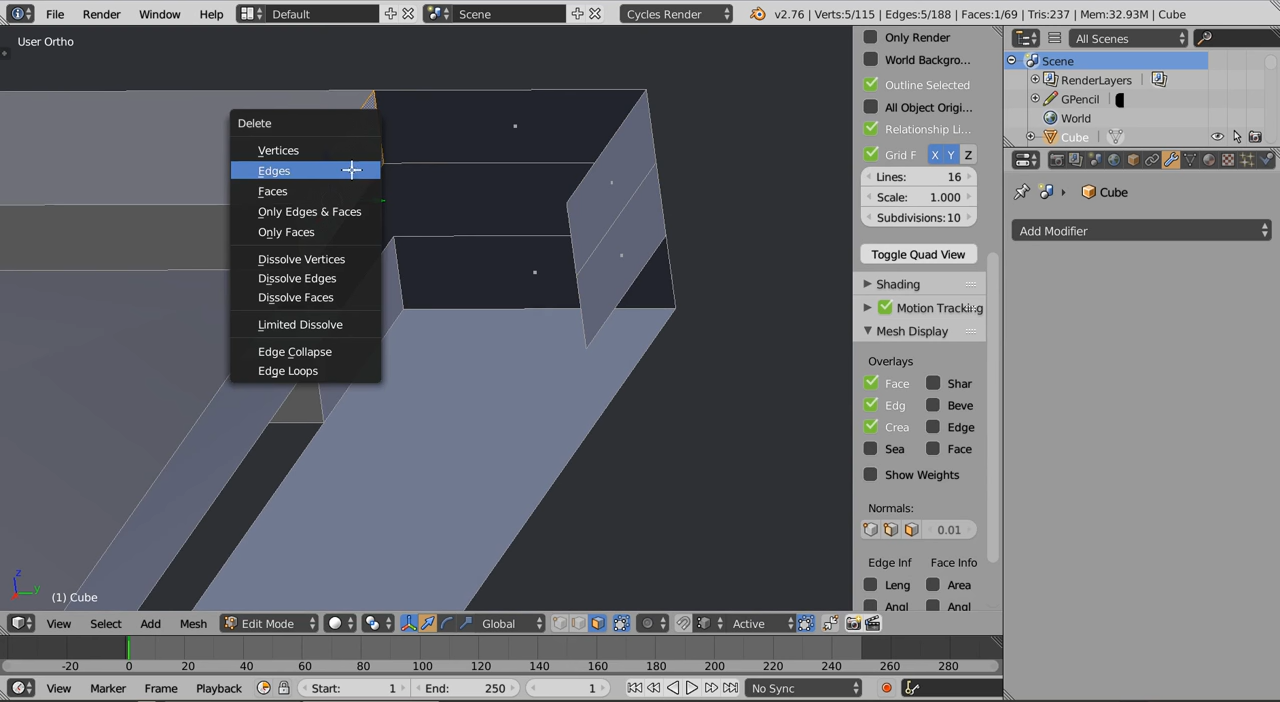 File Render Window Help Default Scene Cycles Render v2.76 | Verts:5/115 | Edges:5/188 | Faces:1/69 | Tris:237 | Mem:32.93M | Cube
User Ortho
Delete
Vertices
Edges
Faces
Only Edges & Faces
Only Faces
Dissolve Vertices
Dissolve Edges
Dissolve Faces
Limited Dissolve
Edge Collapse
Edge Loops
(1) Cube
z
y
Only Render
World Backgro...
Outline Selected
All Object Origi...
Relationship Li...
Grid F X Y Z
Lines: 16
Scale: 1.000
Subdivisions: 10
Toggle Quad View
Shading
Motion Tracking
Mesh Display
Overlays
Face Shar
Edg Beve
Crea Edge
Sea Face
Show Weights
Normals:
0.01
Edge Inf Face Info
Leng Area
Angl Angl
All Scenes
Scene
RenderLayers |
GPencil |
World
Cube |
Cube
Add Modifier
View Select Add Mesh Edit Mode Global Active
-20 0 20 40 60 80 100 120 140 160 180 200 220 240 260 280
View Marker Frame Playback Start: 1 End: 250 1 No Sync